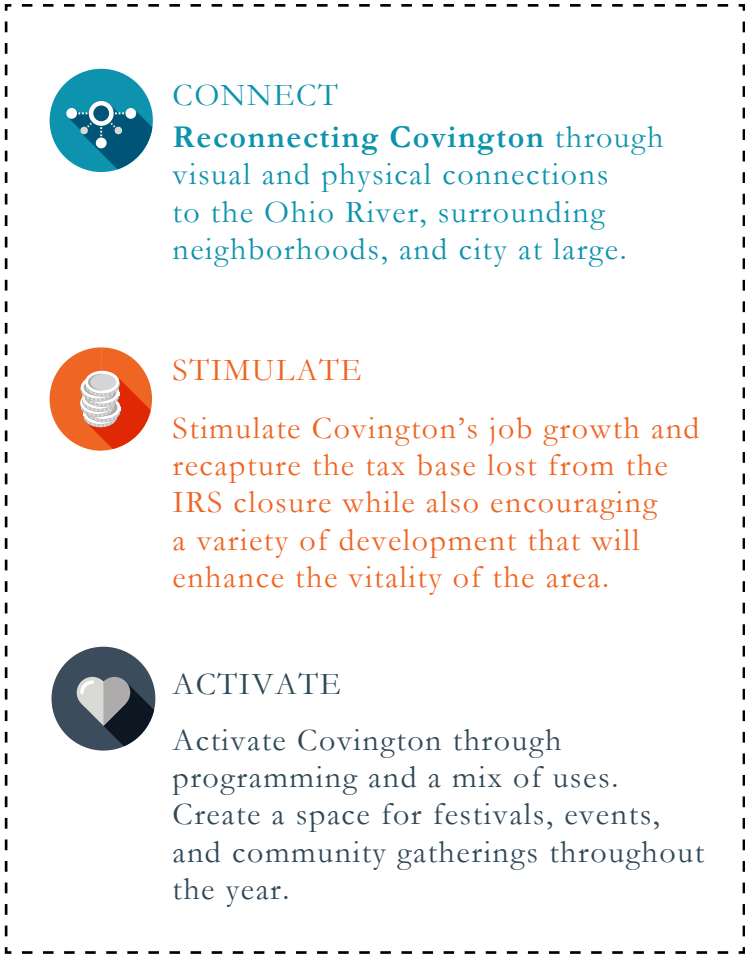 CONNECT
Reconnecting Covington through
visual and physical connections
to the Ohio River, surrounding
neighborhoods, and city at large.
STIMULATE
Stimulate Covington’s job growth and
recapture the tax base lost from the
IRS closure while also encouraging
a variety of development that will
enhance the vitality of the area.
ACTIVATE
Activate Covington through
programming and a mix of uses.
Create a space for festivals, events,
and community gatherings throughout
the year.